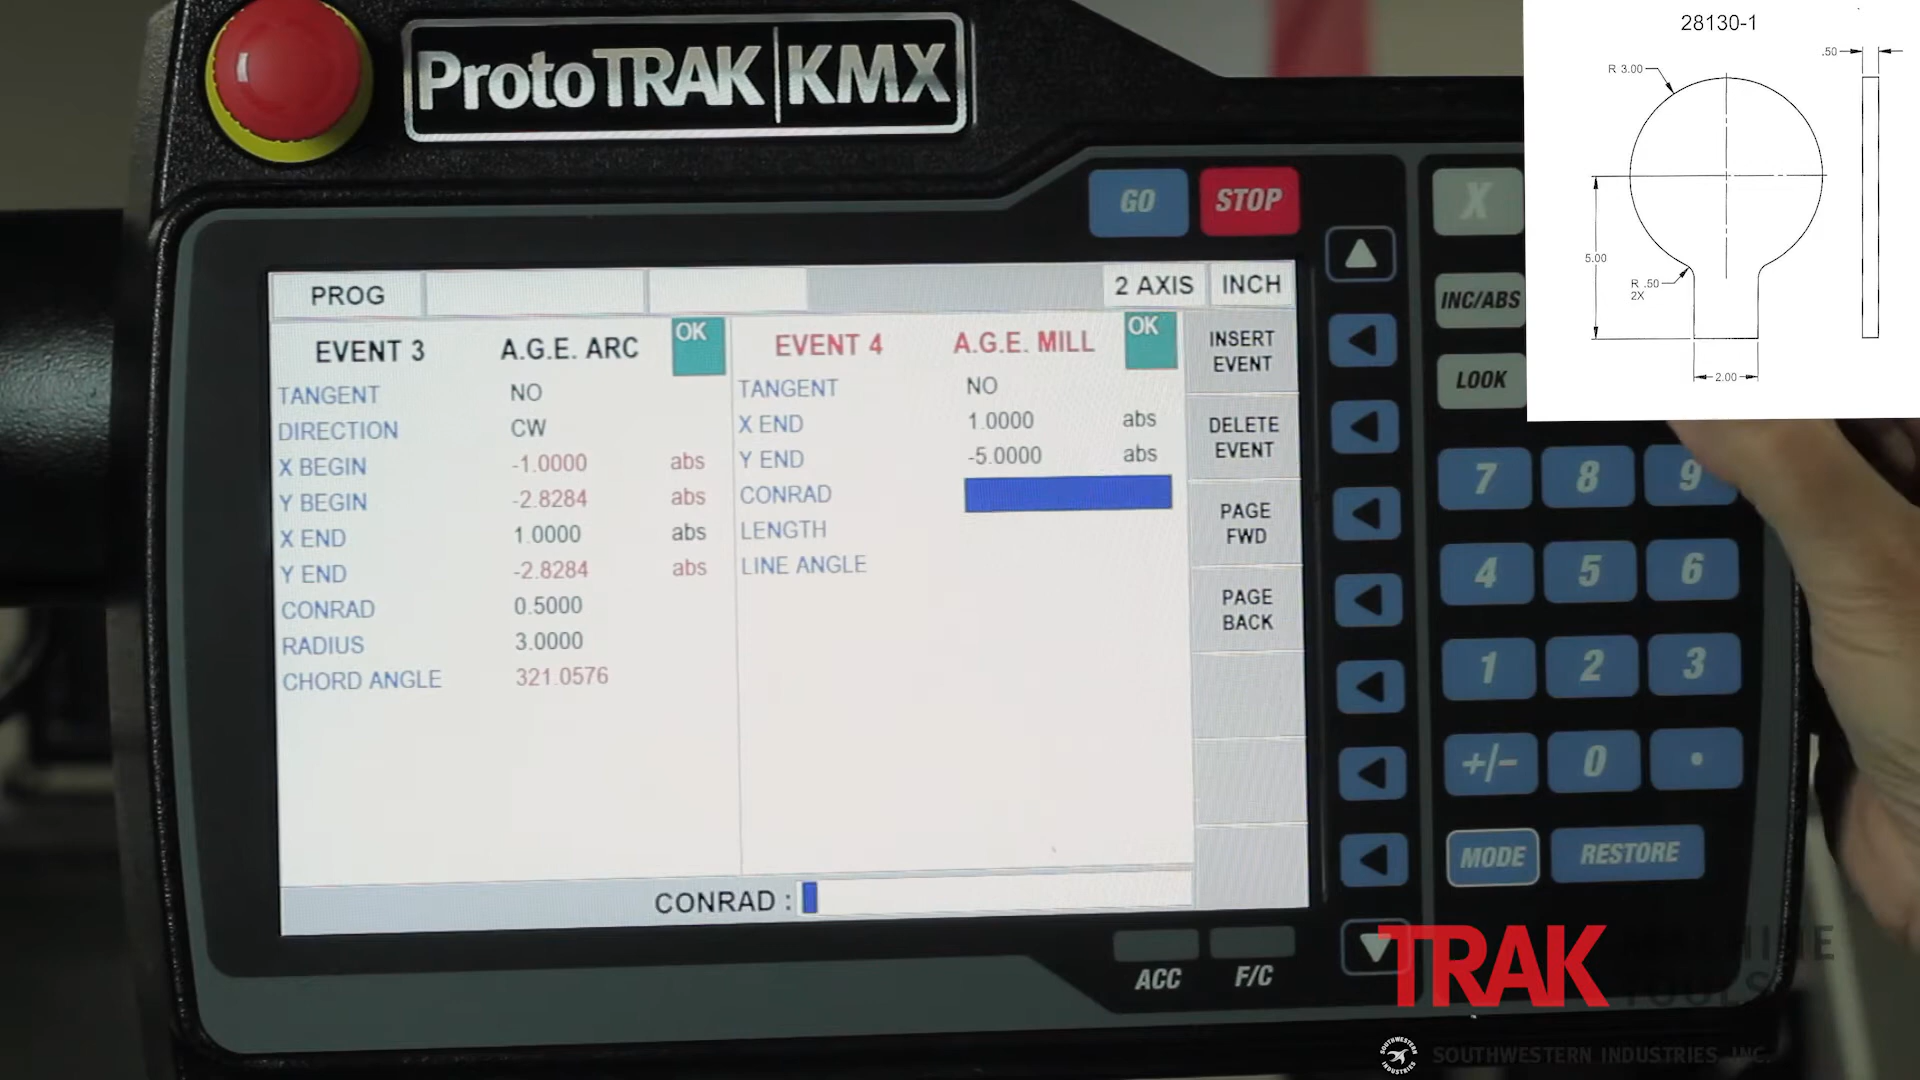 ProtoTRAK KMX
GO
STOP
X
INC/ABS
LOOK
PROG
2 AXIS
INCH
EVENT 3
A.G.E. ARC
OK
TANGENT NO
DIRECTION CW
X BEGIN -1.0000 abs
Y BEGIN -2.8284 abs
X END 1.0000 abs
Y END -2.8284 abs
CONRAD 0.5000
RADIUS 3.0000
CHORD ANGLE 321.0576
EVENT 4
A.G.E. MILL
OK
TANGENT NO
X END 1.0000 abs
Y END -5.0000 abs
CONRAD
LENGTH
LINE ANGLE
CONRAD :
INSERT
EVENT
DELETE
EVENT
PAGE
FWD
PAGE
BACK
7 8 9
4 5 6
1 2 3
+/- 0 .
MODE
RESTORE
ACC
F/C
28130-1
.50
R 3.00
5.00
R .50
2X
2.00
TRAK
MACHINE
TOOLS
SOUTHWESTERN INDUSTRIES
SOUTHWESTERN INDUSTRIES, INC.